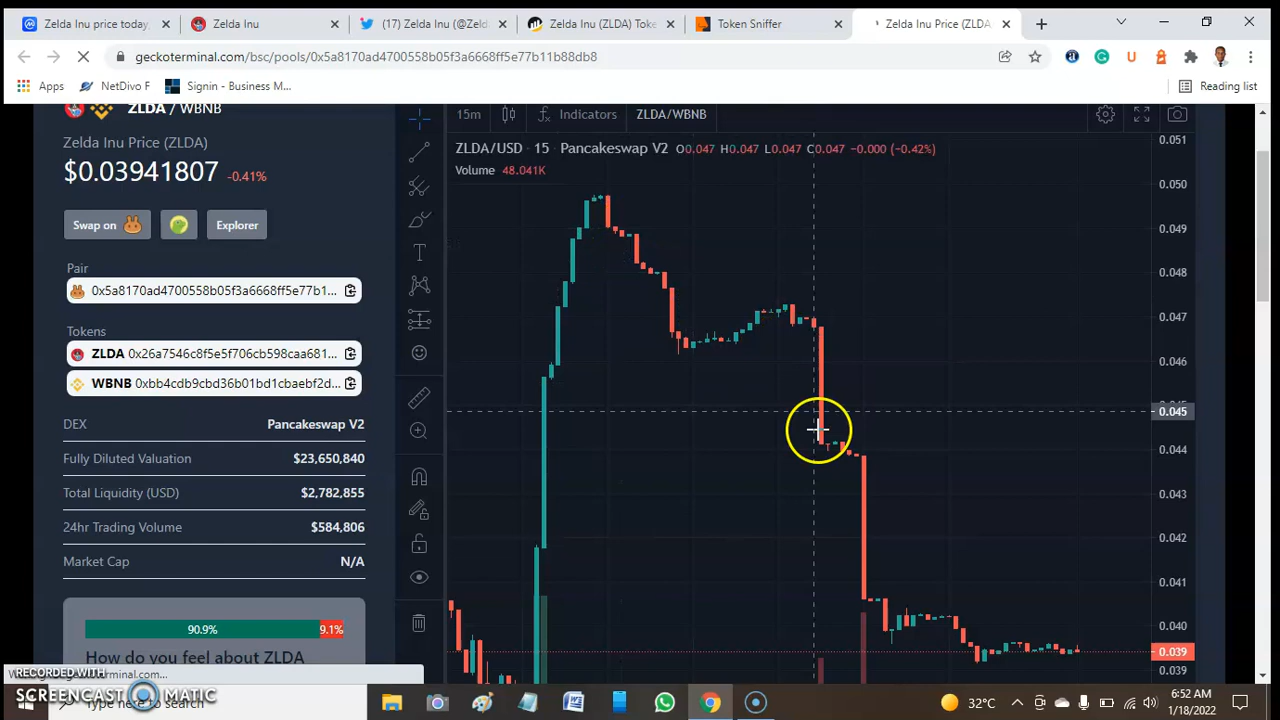 Zelda Inu price today,
Zelda Inu
(17) Zelda Inu (@Zeld
Zelda Inu (ZLDA) Toke
Token Sniffer
Zelda Inu Price (ZLDA)
geckoterminal.com/bsc/pools/0x5a8170ad4700558b05f3a6668ff5e77b11b88db8
Apps
NetDivo F
Signin - Business M...
Reading list
ZLDA / WBNB
Zelda Inu Price (ZLDA)
$0.03941807 -0.41%
Swap on
Explorer
Pair
0x5a8170ad4700558b05f3a6668ff5e77b1...
Tokens
ZLDA 0x26a7546c8f5e5f706cb598caa681...
WBNB 0xbb4cdb9cbd36b01bd1cbaebf2d...
DEX Pancakeswap V2
Fully Diluted Valuation $23,650,840
Total Liquidity (USD) $2,782,855
24hr Trading Volume $584,806
Market Cap N/A
90.9% 9.1%
How do you feel about ZLDA
15m
Indicators
ZLDA/WBNB
ZLDA/USD · 15 · Pancakeswap V2 O0.047 H0.047 L0.047 C0.047 -0.000 (-0.42%)
Volume 48.041K
0.051
0.050
0.049
0.048
0.047
0.046
0.045
0.044
0.043
0.042
0.041
0.040
0.039
0.039
RECORDED WITH
SCREENCAST MATIC
Type here to search
32°C
6:52 AM
1/18/2022